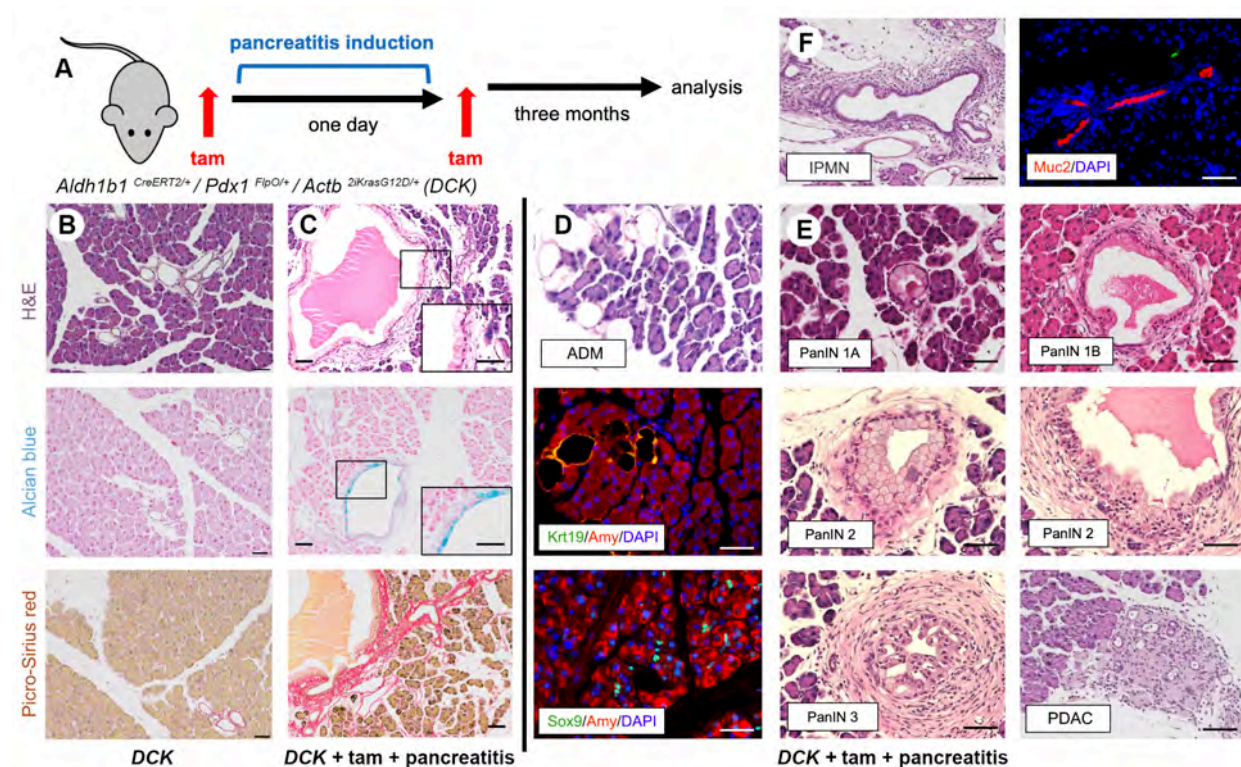 A
pancreatitis induction
one day
tam
tam
three months
analysis
Aldh1b1 CreERT2/+ / Pdx1 FlpO/+ / Actb 2iKrasG12D/+ (DCK)
F
IPMN
Muc2/DAPI
B
C
D
E
H&E
ADM
PanIN 1A
PanIN 1B
Alcian blue
Krt19/Amy/DAPI
PanIN 2
PanIN 2
Picro-Sirius red
Sox9/Amy/DAPI
PanIN 3
PDAC
DCK
DCK + tam + pancreatitis
DCK + tam + pancreatitis